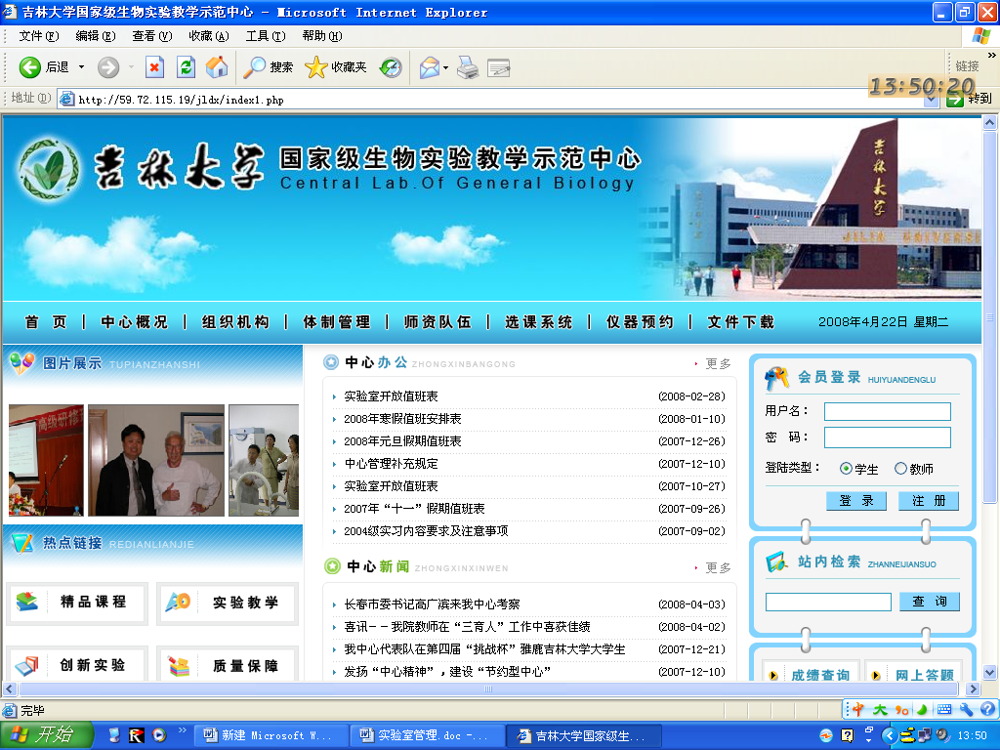 吉林大学国家级生物实验教学示范中心 - Microsoft Internet Explorer
文件(F) 编辑(E) 查看(V) 收藏(A) 工具(T) 帮助(H)
后退 搜索 收藏夹 链接 »
13:50:20
地址(D) http://59.72.115.19/jldx/index1.php 转到
吉林大学 国家级生物实验教学示范中心
Central Lab.Of General Biology
吉林大学
首 页 | 中心概况 | 组织机构 | 体制管理 | 师资队伍 | 选课系统 | 仪器预约 | 文件下载 2008年4月22日 星期二
图片展示 TUPIANZHANSHI
高级研修
热点链接 REDIANLIANJIE
精品课程 实验教学
创新实验 质量保障
中心办公 ZHONGXINBANGONG 更多
实验室开放值班表 (2008-02-28)
2008年寒假值班安排表 (2008-01-10)
2008年元旦假期值班表 (2007-12-26)
中心管理补充规定 (2007-12-10)
实验室开放值班表 (2007-10-27)
2007年“十一”假期值班表 (2007-09-26)
2004级实习内容要求及注意事项 (2007-09-02)
中心新闻 ZHONGXINXINWEN 更多
长春市委书记高广滨来我中心考察 (2008-04-03)
喜讯－－我院教师在“三育人”工作中喜获佳绩 (2008-04-02)
我中心代表队在第四届“挑战杯”雅鹿吉林大学大学生 (2007-12-21)
发扬“中心精神”，建设“节约型中心” (2007-12-10)
会员登录 HUIYUANDENGLU
用户名：
密 码：
登陆类型： 学生 教师
登 录 注 册
站内检索 ZHANNEIJIANSUO
查 询
成绩查询 网上答题
完毕
中 大
开始 » 新建 Microsoft W... 实验室管理.doc -... 吉林大学国家级生... 13:50